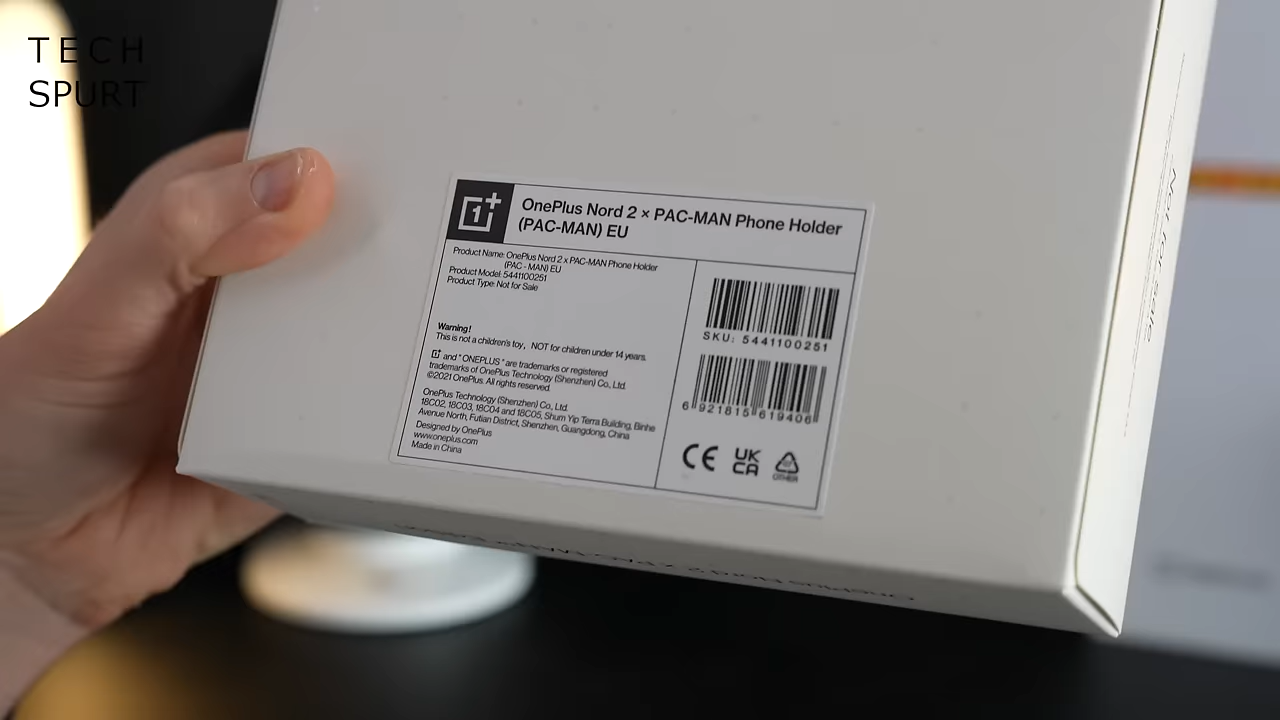 TECH
SPURT
OnePlus Nord 2 × PAC-MAN Phone Holder
(PAC-MAN) EU
Product Name: OnePlus Nord 2 x PAC-MAN Phone Holder
(PAC - MAN) EU
Product Model: 5441100251
Product Type: Not for Sale
Warning!
This is not a children's toy, NOT for children under 14 years.
and " ONEPLUS " are trademarks or registered
trademarks of OnePlus Technology (Shenzhen) Co., Ltd.
©2021 OnePlus. All rights reserved.
OnePlus Technology (Shenzhen) Co., Ltd.
18C02, 18C03, 18C04 and 18C05, Shum Yip Terra Building, Binhe
Avenue North, Futian District, Shenzhen, Guangdong, China
Designed by OnePlus
www.oneplus.com
Made in China
SKU: 5441100251
6 921815 619406
CE
UK
CA
OTHER
Not for sale
OnePlus Nord 2 × PAC-MAN